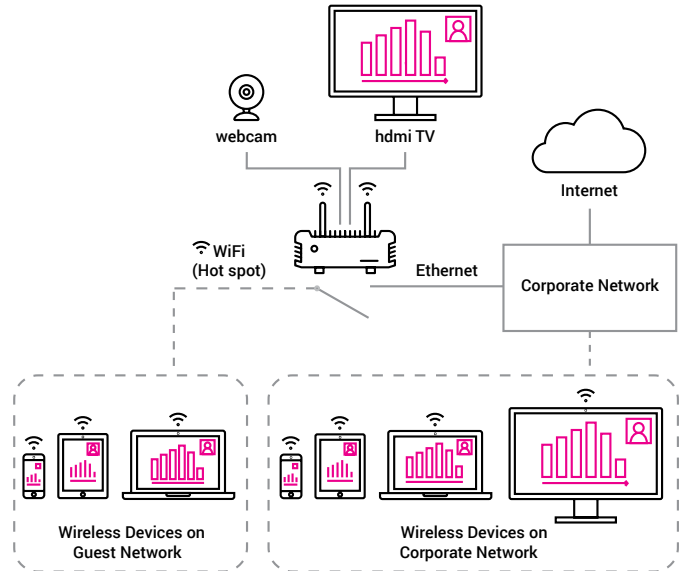 webcam
hdmi TV
Internet
WiFi
(Hot spot)
Ethernet
Corporate Network
Wireless Devices on
Guest Network
Wireless Devices on
Corporate Network